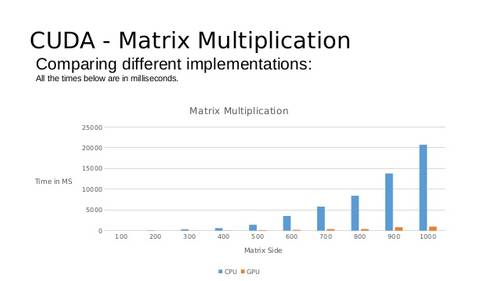 CUDA - Matrix Multiplication
Comparing different implementations:
All the times below are in milliseconds.
Matrix Multiplication
25000
20000
15000
10000
5000
0
Time in MS
100 200 300 400 500 600 700 800 900 1000
Matrix Side
CPU GPU